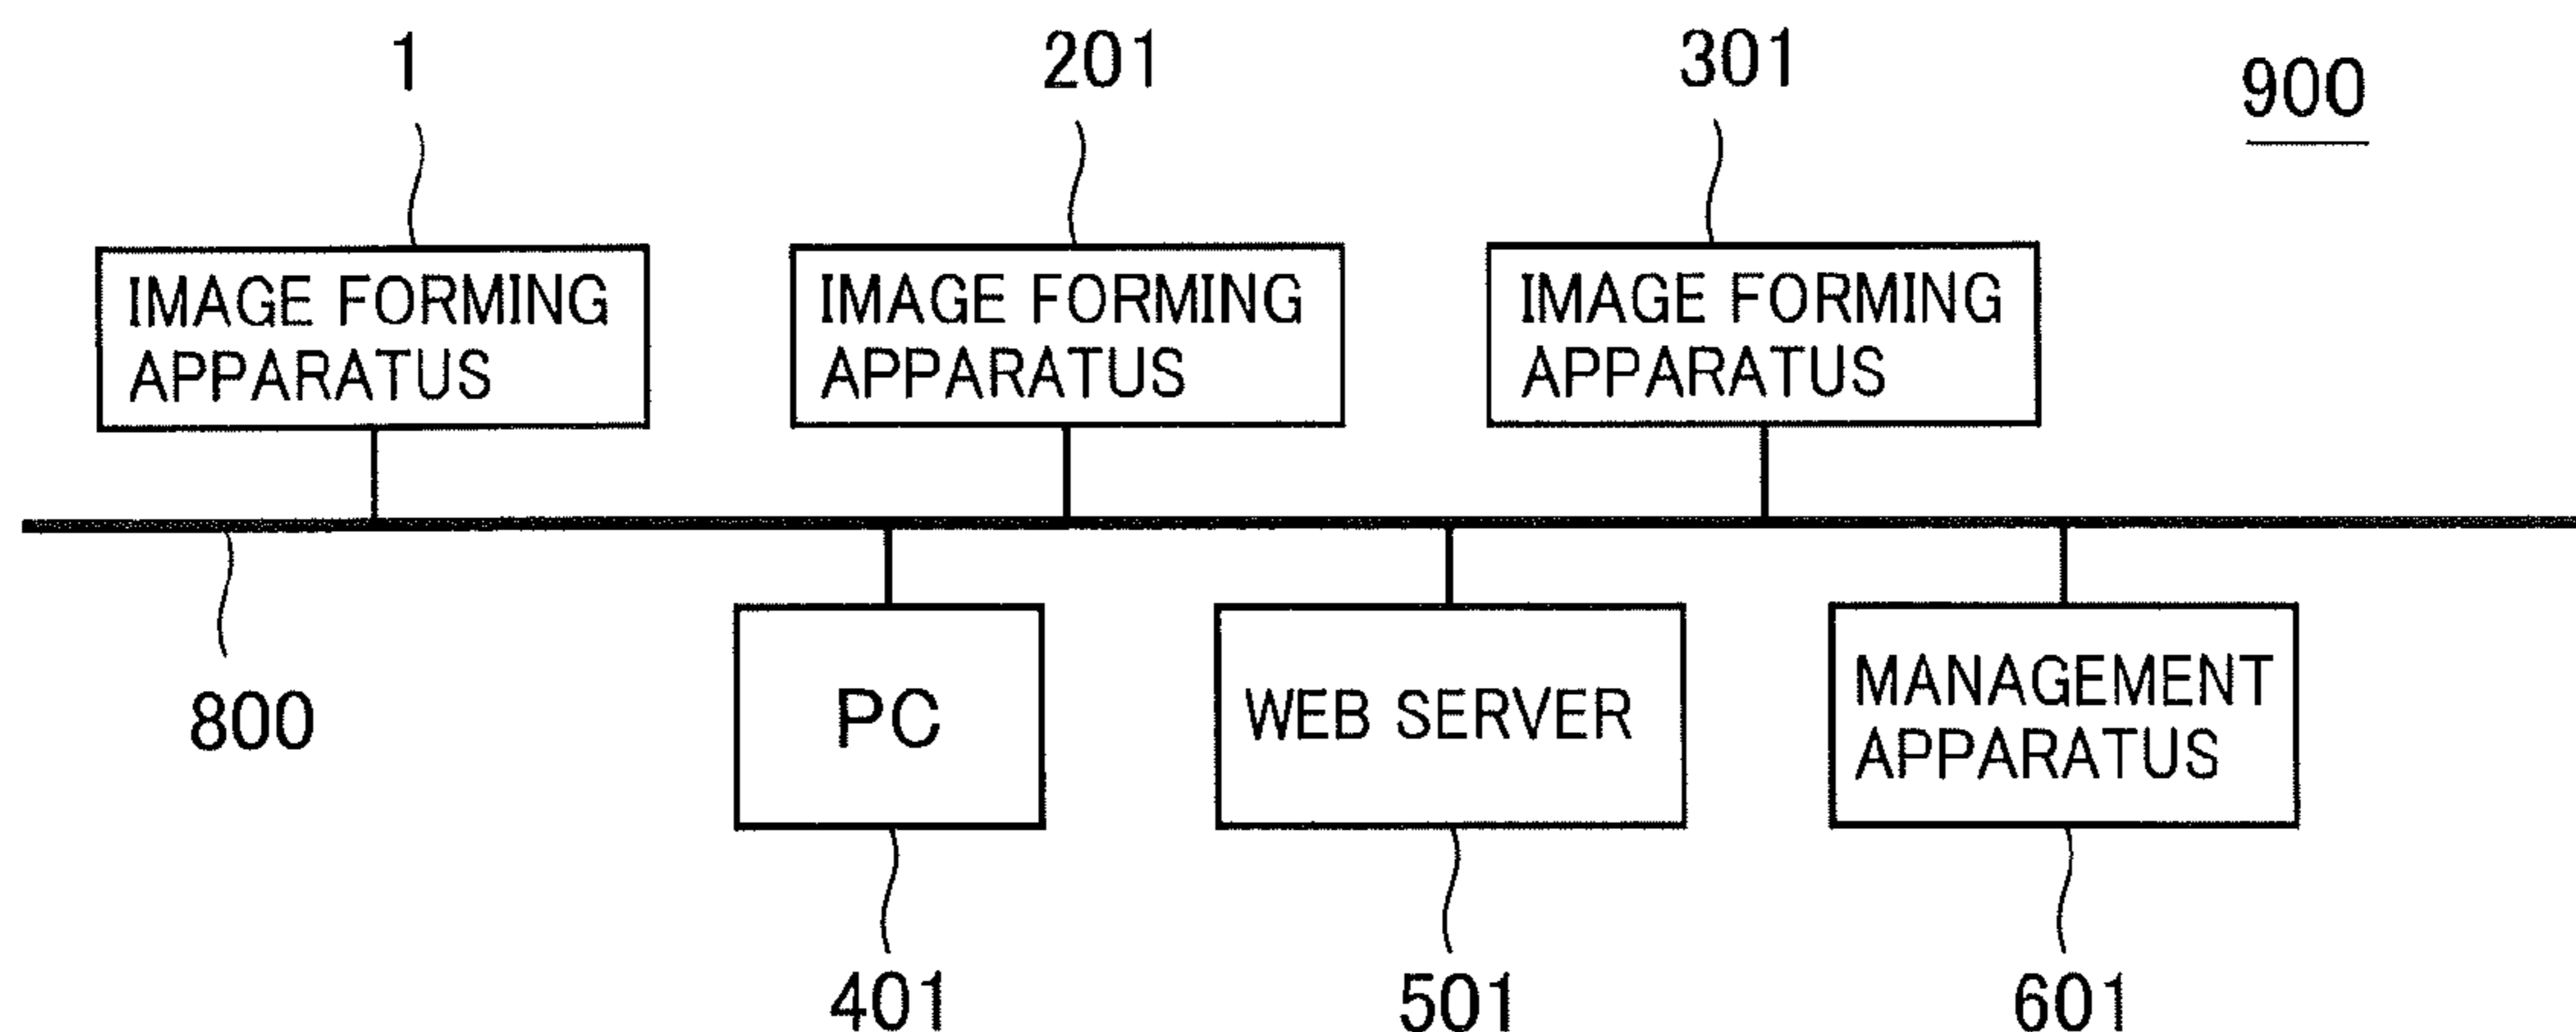 1
201
301
900
IMAGE FORMING
APPARATUS
IMAGE FORMING
APPARATUS
IMAGE FORMING
APPARATUS
800
PC
WEB SERVER
MANAGEMENT
APPARATUS
401
501
601